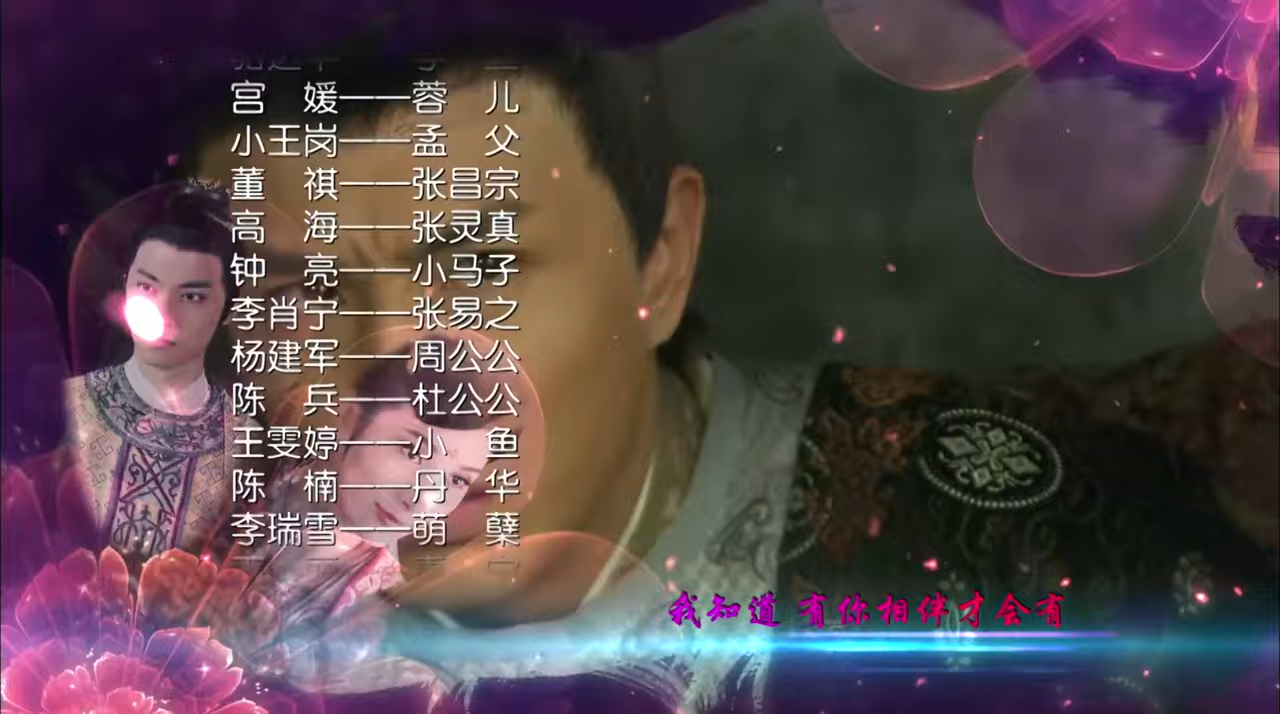 宫 媛——蓉 儿
小王岗——孟 父
董 祺——张昌宗
高 海——张灵真
钟 亮——小马子
李肖宁——张易之
杨建军——周公公
陈 兵——杜公公
王雯婷——小 鱼
陈 楠——丹 华
李瑞雪——萌 蘖
我知道 有你相伴才会有